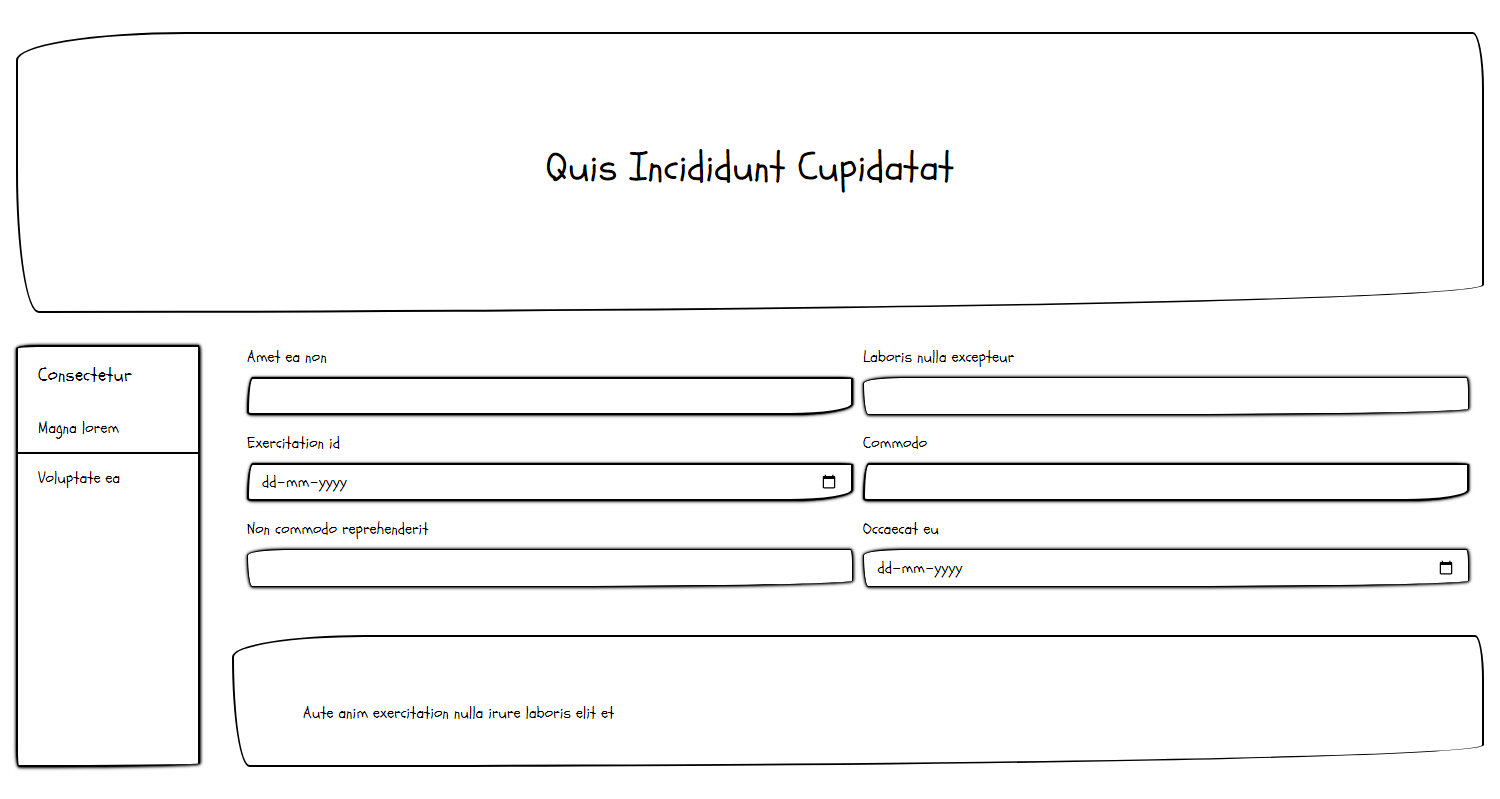 Quis Incididunt Cupidatat
Consectetur
Magna lorem
Voluptate ea
Amet ea non
Laboris nulla excepteur
Exercitation id
dd-mm-yyyy
Commodo
Non commodo reprehenderit
Occaecat eu
dd-mm-yyyy
Aute anim exercitation nulla irure laboris elit et